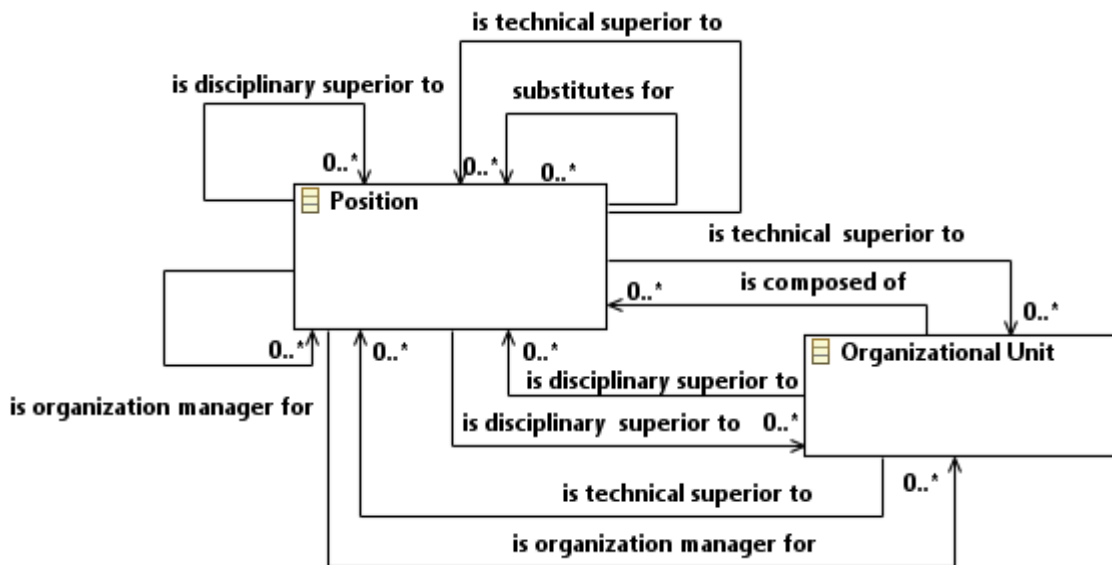 is technical superior to
is disciplinary superior to
substitutes for
0..*
0..*
0..*
Position
is technical  superior to
is composed of
0..*
0..*
0..*
0..*
0..*
Organizational Unit
is disciplinary superior to
is organization manager for
is disciplinary  superior to
0..*
is technical superior to
0..*
is organization manager for